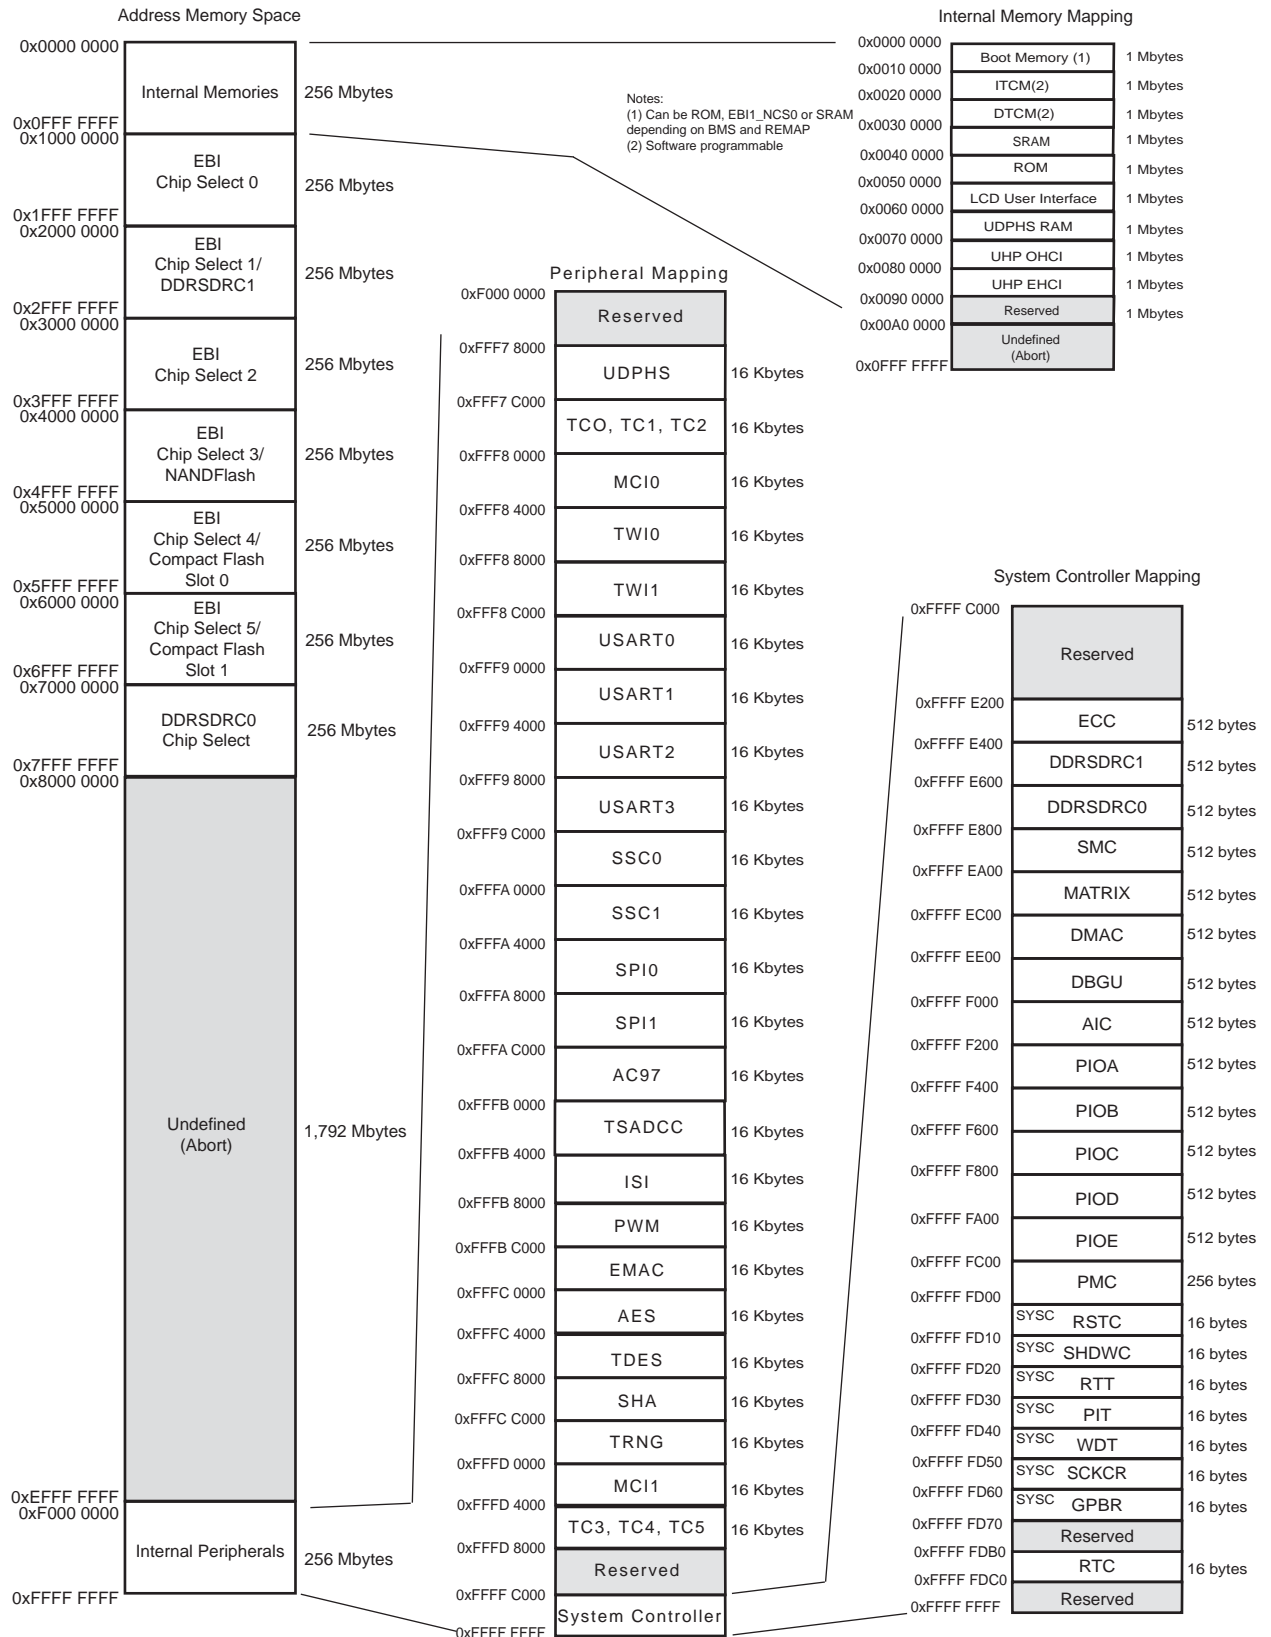 Address Memory Space
0x0000 0000
Internal Memories
256 Mbytes
0x0FFF FFFF
0x1000 0000
EBI
Chip Select 0
256 Mbytes
0x1FFF FFFF
0x2000 0000
EBI
Chip Select 1/
DDRSDRC1
256 Mbytes
0x2FFF FFFF
0x3000 0000
EBI
Chip Select 2
256 Mbytes
0x3FFF FFFF
0x4000 0000
EBI
Chip Select 3/
NANDFlash
256 Mbytes
0x4FFF FFFF
0x5000 0000
EBI
Chip Select 4/
Compact Flash
Slot 0
256 Mbytes
0x5FFF FFFF
0x6000 0000
EBI
Chip Select 5/
Compact Flash
Slot 1
256 Mbytes
0x6FFF FFFF
0x7000 0000
DDRSDRC0
Chip Select
256 Mbytes
0x7FFF FFFF
0x8000 0000
Undefined
(Abort)
1,792 Mbytes
0xEFFF FFFF
0xF000 0000
Internal Peripherals
256 Mbytes
0xFFFF FFFF
Peripheral Mapping
0xF000 0000
Reserved
0xFFF7 8000
UDPHS
16 Kbytes
0xFFF7 C000
TCO, TC1, TC2
16 Kbytes
0xFFF8 0000
MCI0
16 Kbytes
0xFFF8 4000
TWI0
16 Kbytes
0xFFF8 8000
TWI1
16 Kbytes
0xFFF8 C000
USART0
16 Kbytes
0xFFF9 0000
USART1
16 Kbytes
0xFFF9 4000
USART2
16 Kbytes
0xFFF9 8000
USART3
16 Kbytes
0xFFF9 C000
SSC0
16 Kbytes
0xFFFA 0000
SSC1
16 Kbytes
0xFFFA 4000
SPI0
16 Kbytes
0xFFFA 8000
SPI1
16 Kbytes
0xFFFA C000
AC97
16 Kbytes
0xFFFB 0000
TSADCC
16 Kbytes
0xFFFB 4000
ISI
16 Kbytes
0xFFFB 8000
PWM
16 Kbytes
0xFFFB C000
EMAC
16 Kbytes
0xFFFC 0000
AES
16 Kbytes
0xFFFC 4000
TDES
16 Kbytes
0xFFFC 8000
SHA
16 Kbytes
0xFFFC C000
TRNG
16 Kbytes
0xFFFD 0000
MCI1
16 Kbytes
0xFFFD 4000
TC3, TC4, TC5
16 Kbytes
0xFFFD 8000
Reserved
0xFFFF C000
System Controller
0xFFFF FFFF
Internal Memory Mapping
0x0000 0000
Boot Memory (1)
1 Mbytes
0x0010 0000
ITCM(2)
1 Mbytes
0x0020 0000
DTCM(2)
1 Mbytes
0x0030 0000
SRAM
1 Mbytes
0x0040 0000
ROM
1 Mbytes
0x0050 0000
LCD User Interface
1 Mbytes
0x0060 0000
UDPHS RAM
1 Mbytes
0x0070 0000
UHP OHCI
1 Mbytes
0x0080 0000
UHP EHCI
1 Mbytes
0x0090 0000
Reserved
1 Mbytes
0x00A0 0000
Undefined
(Abort)
0x0FFF FFFF
Notes:
(1) Can be ROM, EBI1_NCS0 or SRAM
depending on BMS and REMAP
(2) Software programmable
System Controller Mapping
0xFFFF C000
Reserved
0xFFFF E200
ECC
512 bytes
0xFFFF E400
DDRSDRC1
512 bytes
0xFFFF E600
DDRSDRC0
512 bytes
0xFFFF E800
SMC
512 bytes
0xFFFF EA00
MATRIX
512 bytes
0xFFFF EC00
DMAC
512 bytes
0xFFFF EE00
DBGU
512 bytes
0xFFFF F000
AIC
512 bytes
0xFFFF F200
PIOA
512 bytes
0xFFFF F400
PIOB
512 bytes
0xFFFF F600
PIOC
512 bytes
0xFFFF F800
PIOD
512 bytes
0xFFFF FA00
PIOE
512 bytes
0xFFFF FC00
PMC
256 bytes
0xFFFF FD00
SYSC RSTC
16 bytes
0xFFFF FD10
SYSC SHDWC
16 bytes
0xFFFF FD20
SYSC RTT
16 bytes
0xFFFF FD30
SYSC PIT
16 bytes
0xFFFF FD40
SYSC WDT
16 bytes
0xFFFF FD50
SYSC SCKCR
16 bytes
0xFFFF FD60
SYSC GPBR
16 bytes
0xFFFF FD70
Reserved
0xFFFF FDB0
RTC
16 bytes
0xFFFF FDC0
Reserved
0xFFFF FFFF